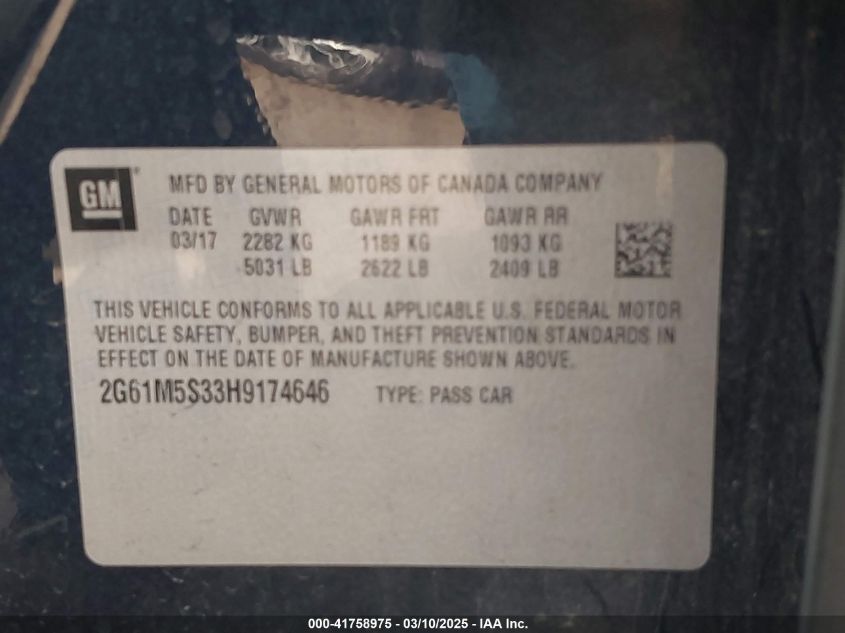 GM
MFD BY GENERAL MOTORS OF CANADA COMPANY
DATE GVWR GAWR FRT GAWR RR
03/17 2282 KG 1189 KG 1093 KG
5031 LB 2622 LB 2409 LB
THIS VEHICLE CONFORMS TO ALL APPLICABLE U.S. FEDERAL MOTOR
VEHICLE SAFETY, BUMPER, AND THEFT PREVENTION STANDARDS IN
EFFECT ON THE DATE OF MANUFACTURE SHOWN ABOVE.
2G61M5S33H9174646 TYPE: PASS CAR
000-41758975 - 03/10/2025 - IAA Inc.